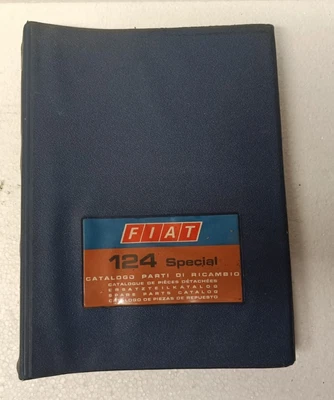 FIAT
124 Special
CATALOGO PARTI DI RICAMBIO
CATALOGUE DE PIÈCES DÉTACHÉES
ERSATZTEILKATALOG
SPARE PARTS CATALOG
CATÁLOGO DE PIEZAS DE REPUESTO